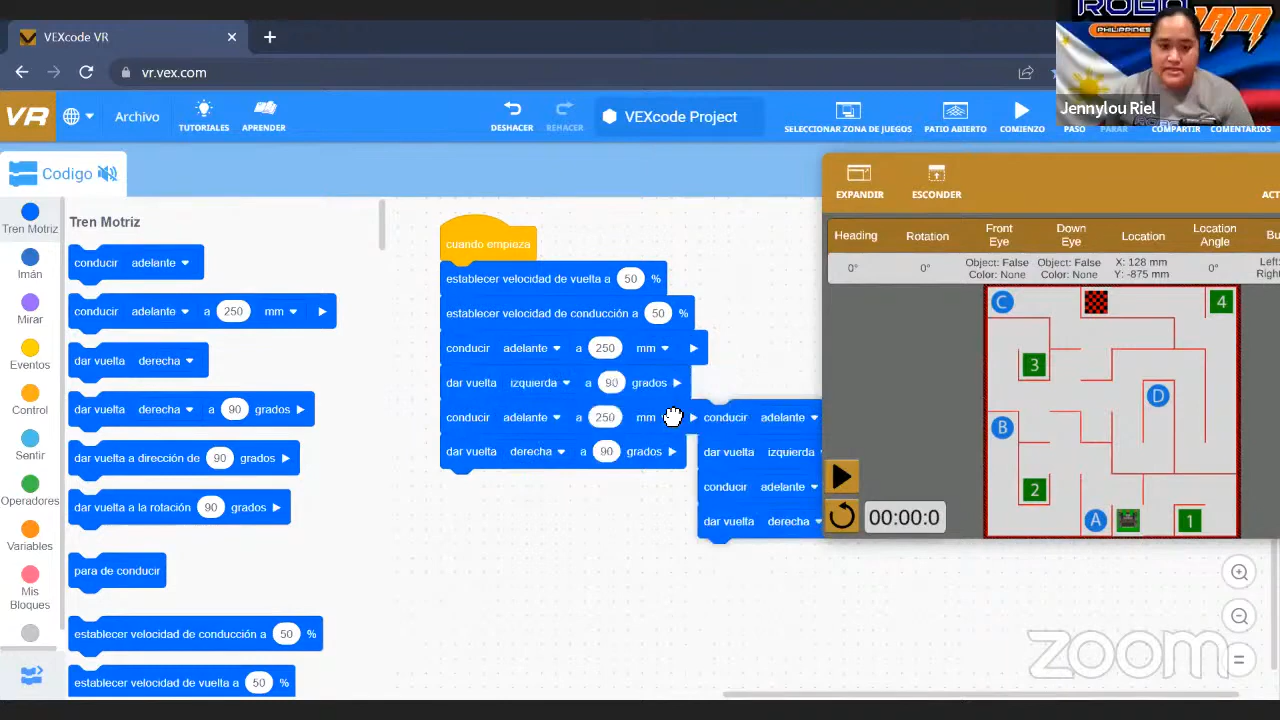 VEXcode VR
vr.vex.com
PHILIPPINES
Jennylou Riel
VR
Archivo
TUTORIALES
APRENDER
DESHACER
REHACER
VEXcode Project
SELECCIONAR ZONA DE JUEGOS
PATIO ABIERTO
COMIENZO
PASO
PARAR
COMPARTIR
COMENTARIOS
Codigo
EXPANDIR
ESCONDER
Tren Motriz
Imán
Mirar
Eventos
Control
Sentir
Operadores
Variables
Mis
Bloques
Tren Motriz
conducir adelante
conducir adelante a 250 mm
dar vuelta derecha
dar vuelta derecha a 90 grados
dar vuelta a dirección de 90 grados
dar vuelta a la rotación 90 grados
para de conducir
establecer velocidad de conducción a 50 %
establecer velocidad de vuelta a 50 %
cuando empieza
establecer velocidad de vuelta a 50 %
establecer velocidad de conducción a 50 %
conducir adelante a 250 mm
dar vuelta izquierda a 90 grados
conducir adelante a 250 mm
dar vuelta derecha a 90 grados
conducir adelante
dar vuelta izquierda
conducir adelante
dar vuelta derecha
Heading
Rotation
Front
Eye
Down
Eye
Location
Location
Angle
0°
0°
Object: False
Color: None
Object: False
Color: None
X: 128 mm
Y: -875 mm
0°
Left:
C
4
3
D
B
2
A
1
00:00:0
zoom